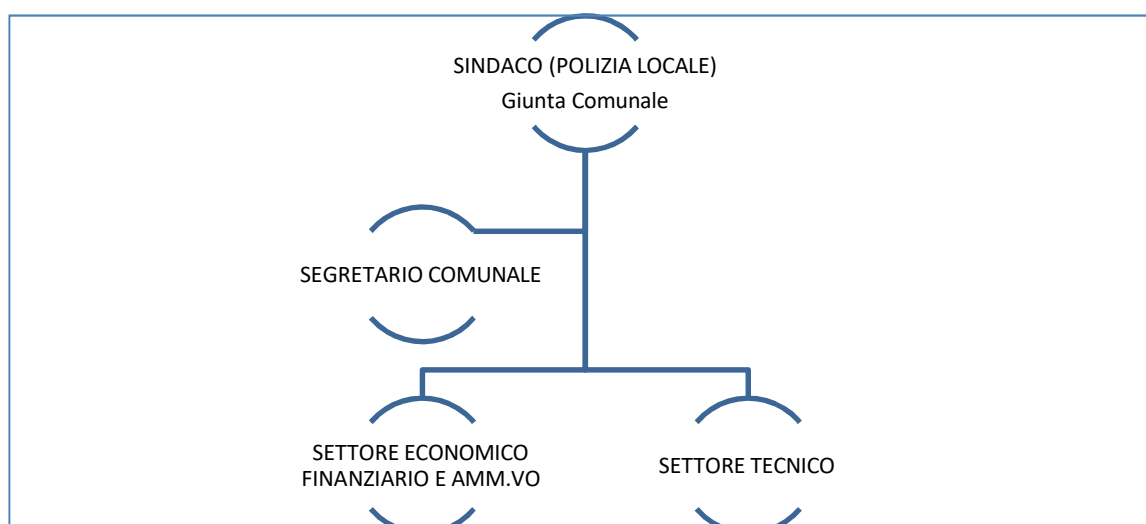 SINDACO (POLIZIA LOCALE)
Giunta Comunale
SEGRETARIO COMUNALE
SETTORE ECONOMICO
FINANZIARIO E AMM.VO
SETTORE TECNICO